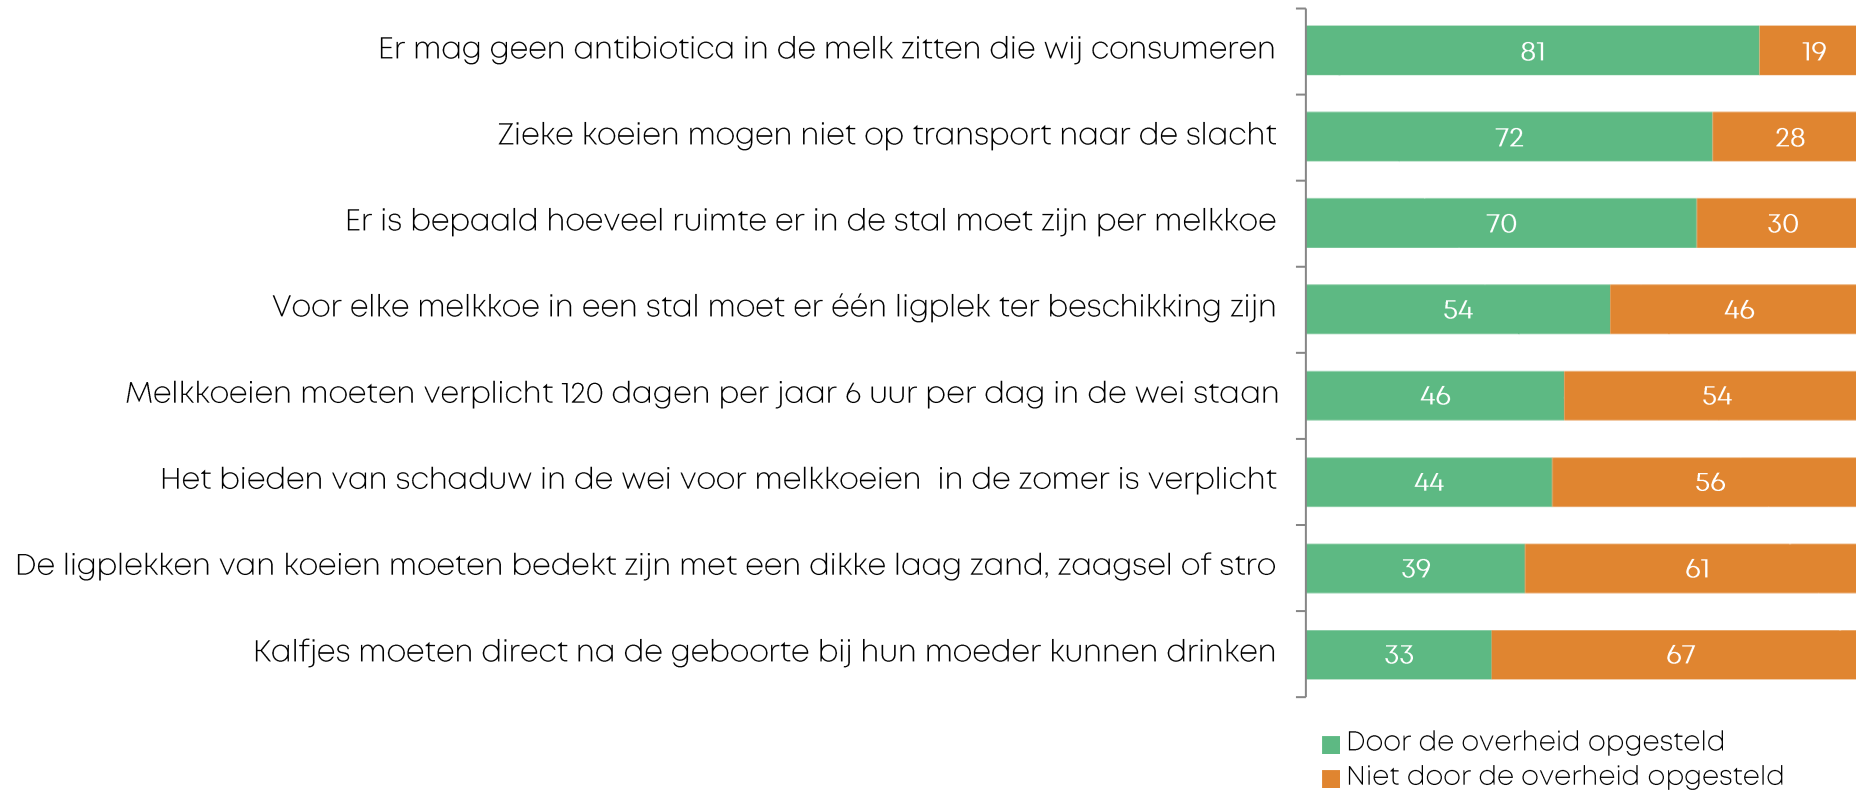 Er mag geen antibiotica in de melk zitten die wij consumeren 81 19
Zieke koeien mogen niet op transport naar de slacht 72 28
Er is bepaald hoeveel ruimte er in de stal moet zijn per melkkoe 70 30
Voor elke melkkoe in een stal moet er één ligplek ter beschikking zijn 54 46
Melkkoeien moeten verplicht 120 dagen per jaar 6 uur per dag in de wei staan 46 54
Het bieden van schaduw in de wei voor melkkoeien  in de zomer is verplicht 44 56
De ligplekken van koeien moeten bedekt zijn met een dikke laag zand, zaagsel of stro 39 61
Kalfjes moeten direct na de geboorte bij hun moeder kunnen drinken 33 67
Door de overheid opgesteld
Niet door de overheid opgesteld